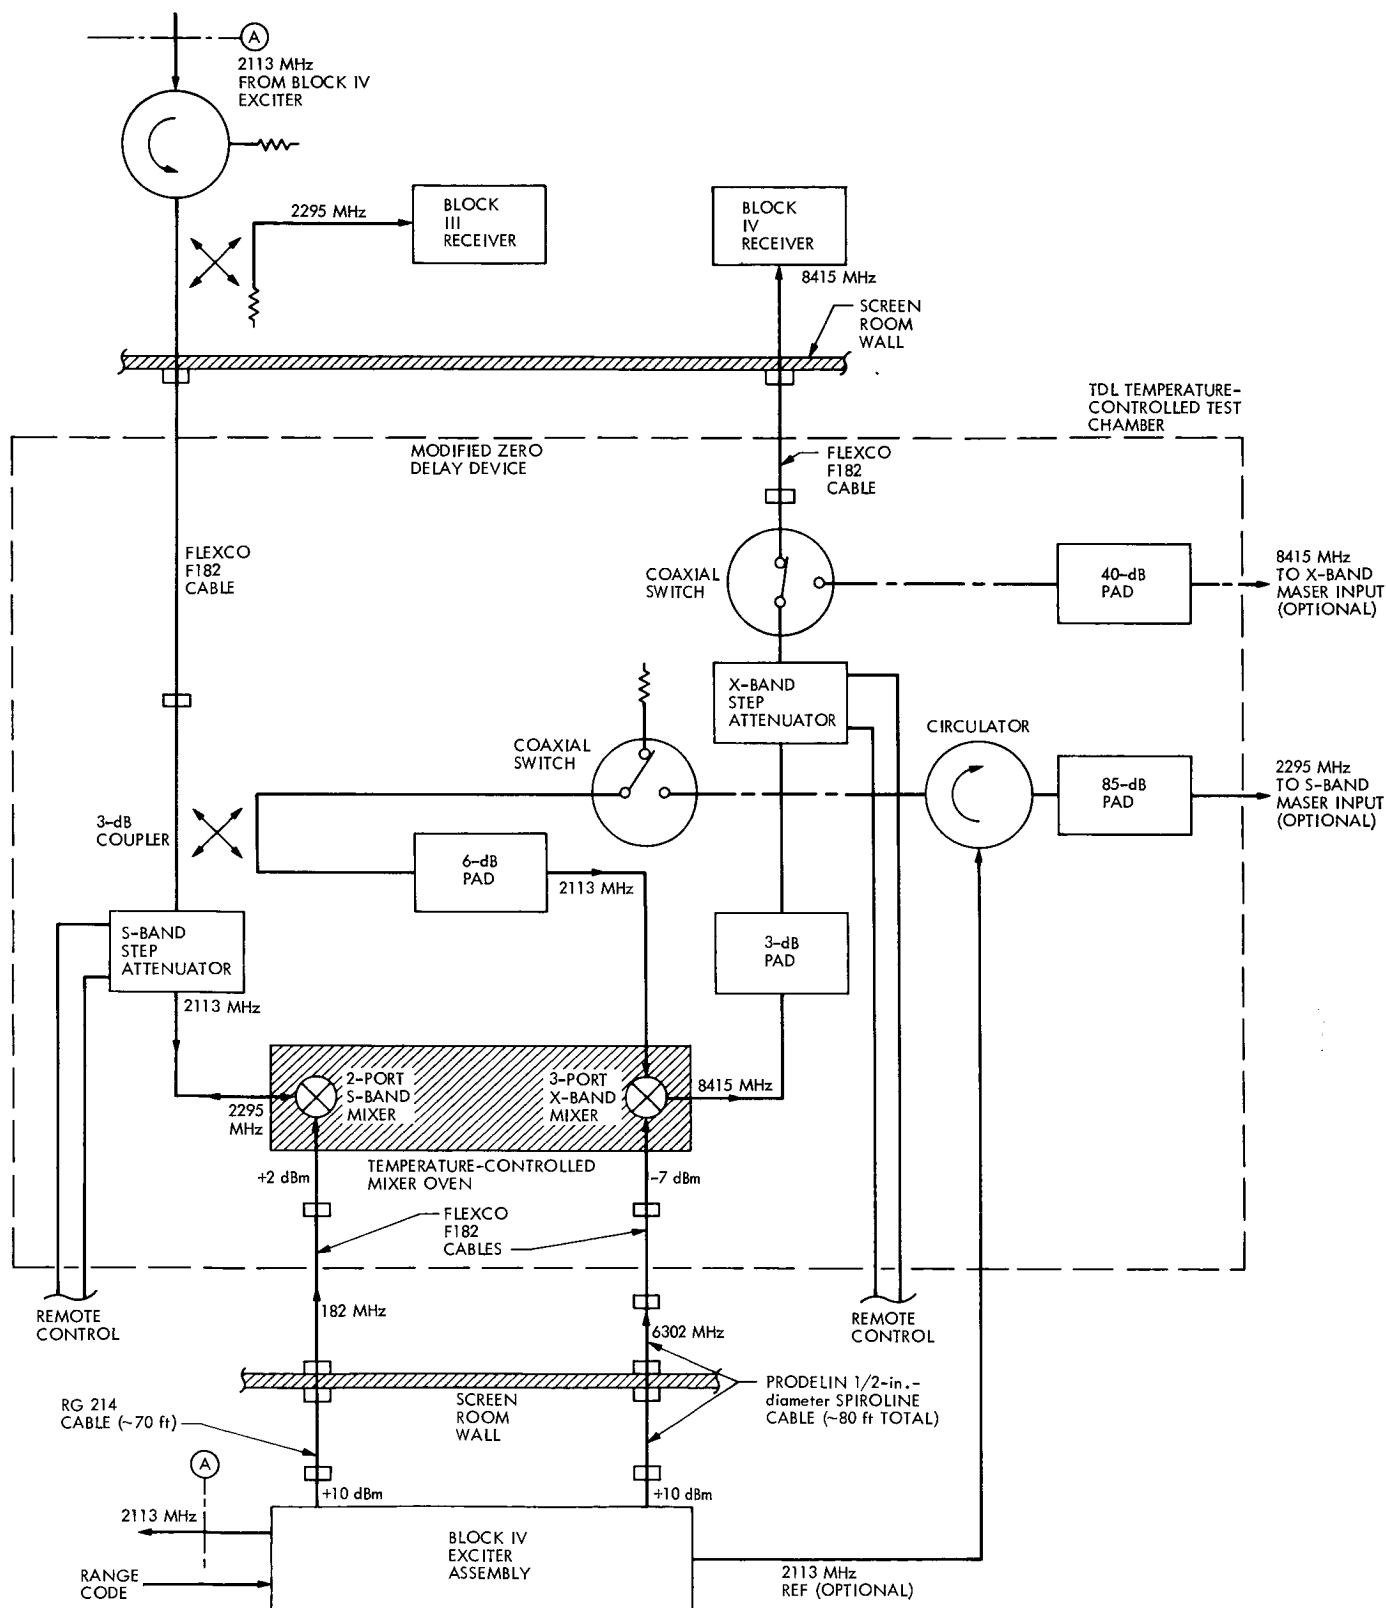 A
2113 MHz
FROM BLOCK IV
EXCITER
2295 MHz
BLOCK
III
RECEIVER
BLOCK
IV
RECEIVER
8415 MHz
SCREEN
ROOM
WALL
TDL TEMPERATURE-
CONTROLLED TEST
CHAMBER
MODIFIED ZERO
DELAY DEVICE
FLEXCO
F182
CABLE
FLEXCO
F182
CABLE
COAXIAL
SWITCH
40-dB
PAD
8415 MHz
TO X-BAND
MASER INPUT
(OPTIONAL)
X-BAND
STEP
ATTENUATOR
COAXIAL
SWITCH
CIRCULATOR
85-dB
PAD
2295 MHz
TO S-BAND
MASER INPUT
(OPTIONAL)
3-dB
COUPLER
6-dB
PAD
2113 MHz
S-BAND
STEP
ATTENUATOR
3-dB
PAD
2113 MHz
2-PORT
S-BAND
MIXER
3-PORT
X-BAND
MIXER
8415 MHz
2295
MHz
TEMPERATURE-CONTROLLED
MIXER OVEN
+2 dBm
-7 dBm
FLEXCO
F182
CABLES
REMOTE
CONTROL
182 MHz
6302 MHz
REMOTE
CONTROL
SCREEN
ROOM
WALL
PRODELIN 1/2-in.-
diameter SPIROLINE
CABLE (~80 ft TOTAL)
RG 214
CABLE (~70 ft)
A
+10 dBm
+10 dBm
2113 MHz
BLOCK IV
EXCITER
ASSEMBLY
RANGE
CODE
2113 MHz
REF (OPTIONAL)